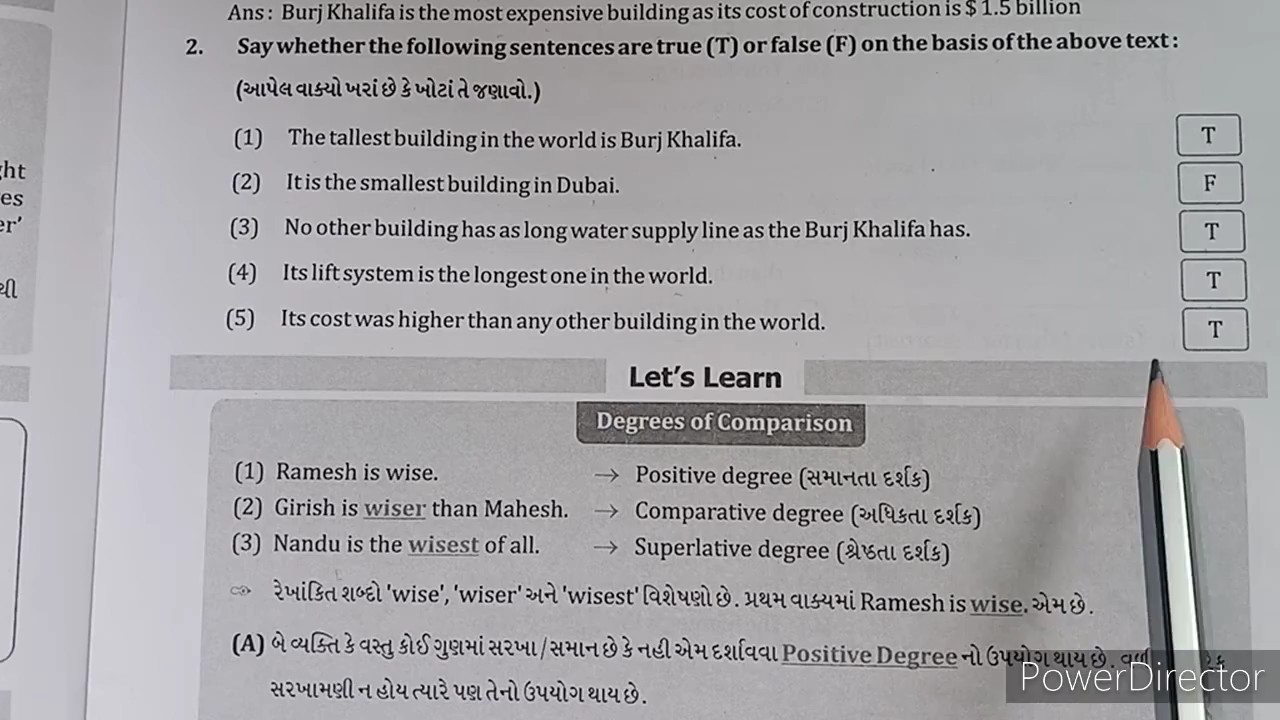 Ans : Burj Khalifa is the most expensive building as its cost of construction is $ 1.5 billion
2. Say whether the following sentences are true (T) or false (F) on the basis of the above text :
(આપેલ વાક્યો ખરાં છે કે ખોટાં તે જણાવો.)
(1) The tallest building in the world is Burj Khalifa. T
(2) It is the smallest building in Dubai. F
(3) No other building has as long water supply line as the Burj Khalifa has. T
(4) Its lift system is the longest one in the world. T
(5) Its cost was higher than any other building in the world. T
ght
es
er'
થી
Let's Learn
Degrees of Comparison
(1) Ramesh is wise. → Positive degree (સમાનતા દર્શક)
(2) Girish is wiser than Mahesh. → Comparative degree (અધિકતા દર્શક)
(3) Nandu is the wisest of all. → Superlative degree (શ્રેષ્ઠતા દર્શક)
રેખાંકિત શબ્દો 'wise', 'wiser' અને 'wisest' વિશેષણો છે. પ્રથમ વાક્યમાં Ramesh is wise. એમ છે.
(A) બે વ્યક્તિ કે વસ્તુ કોઈ ગુણમાં સરખા/સમાન છે કે નહી એમ દર્શાવવા Positive Degree નો ઉપયોગ થાય છે.
સરખામણી ન હોય ત્યારે પણ તેનો ઉપયોગ થાય છે.
PowerDirector